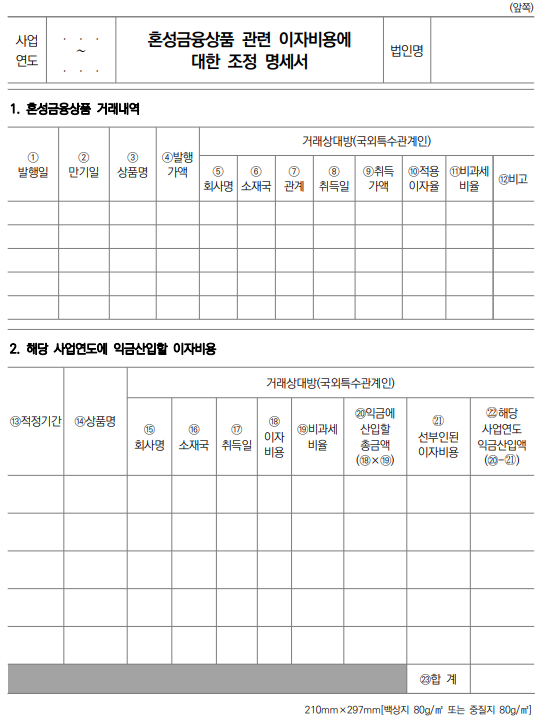 (앞쪽)
사업
연도
. . .
~
. . .
혼성금융상품 관련 이자비용에
대한 조정 명세서
법인명
1. 혼성금융상품 거래내역
①
발행일
②
만기일
③
상품명
④발행
가액
거래상대방(국외특수관계인)
⑤
회사명
⑥
소재국
⑦
관계
⑧
취득일
⑨취득
가액
⑩적용
이자율
⑪비과세
비율
⑫비고
2. 해당 사업연도에 익금산입할 이자비용
⑬적정기간
⑭상품명
거래상대방(국외특수관계인)
⑮
회사명
⑯
소재국
⑰
취득일
⑱
이자
비용
⑲비과세
비율
⑳익금에
산입할
총금액
(⑱×⑲)
㉑
선부인된
이자비용
㉒해당
사업연도
익금산입액
(⑳-㉑)
㉓합 계
210mm×297mm[백상지 80g/㎡ 또는 중질지 80g/㎡]